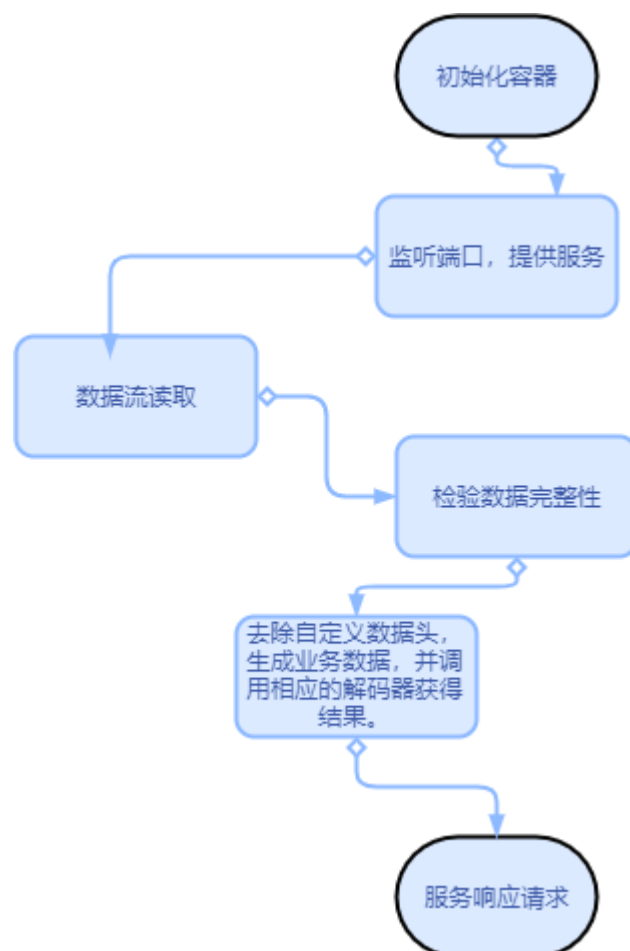 初始化容器
监听端口，提供服务
数据流读取
检验数据完整性
去除自定义数据头，
生成业务数据，并调
用相应的解码器获得
结果。
服务响应请求